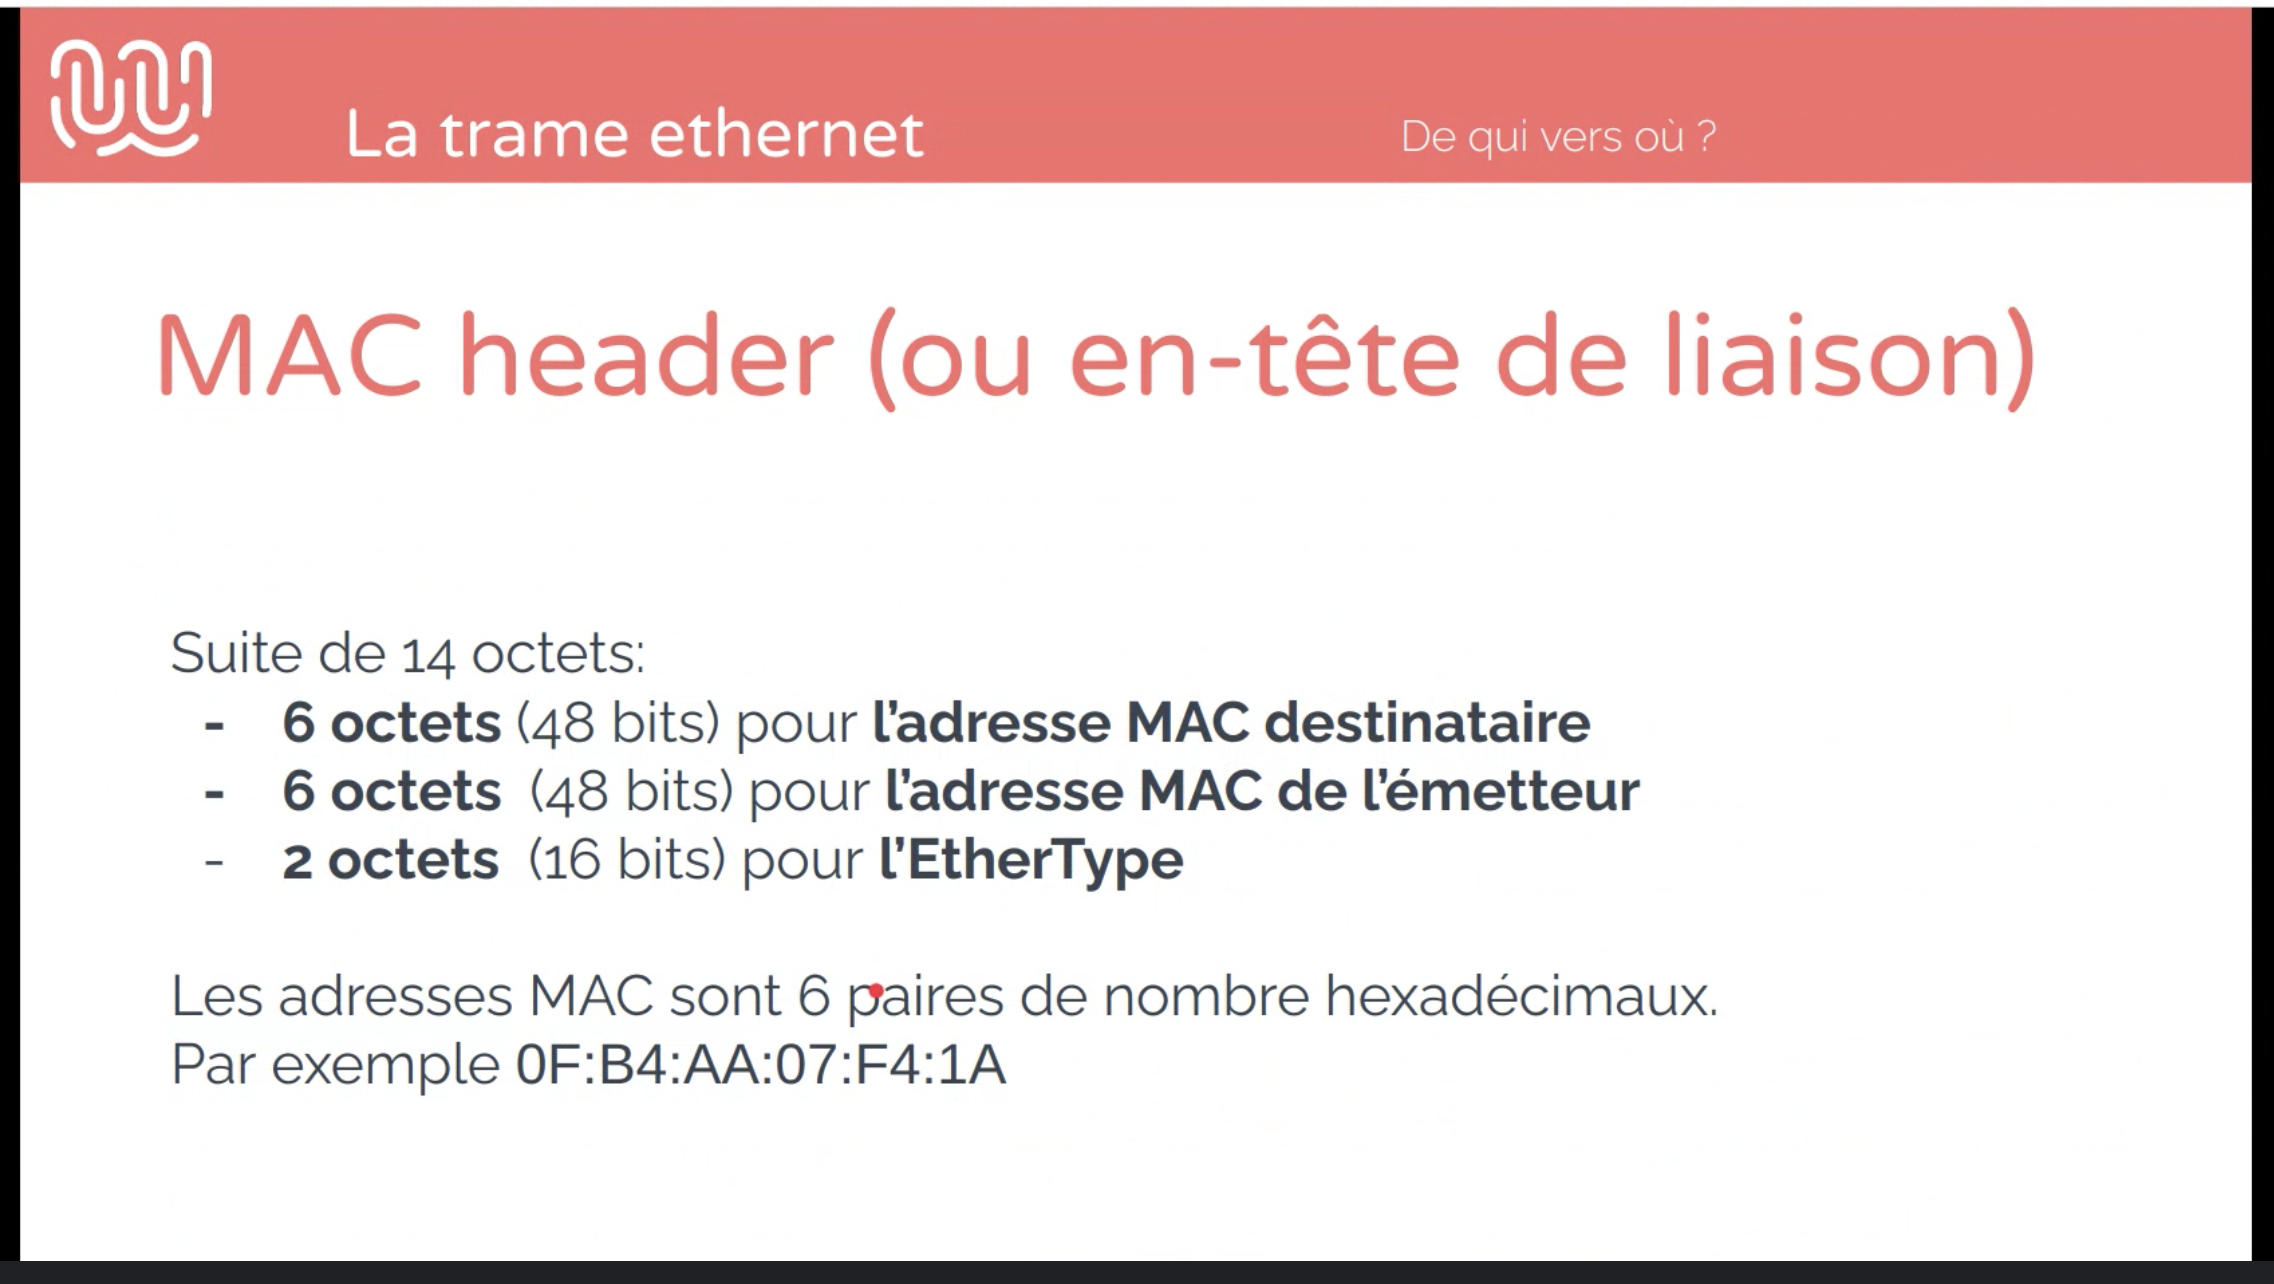 La trame ethernet
De qui vers où ?
MAC header (ou en-tête de liaison)
Suite de 14 octets:
- 6 octets (48 bits) pour l'adresse MAC destinataire
- 6 octets (48 bits) pour l'adresse MAC de l'émetteur
- 2 octets (16 bits) pour l'EtherType
Les adresses MAC sont 6 paires de nombre hexadécimaux.
Par exemple 0F:B4:AA:07:F4:1A